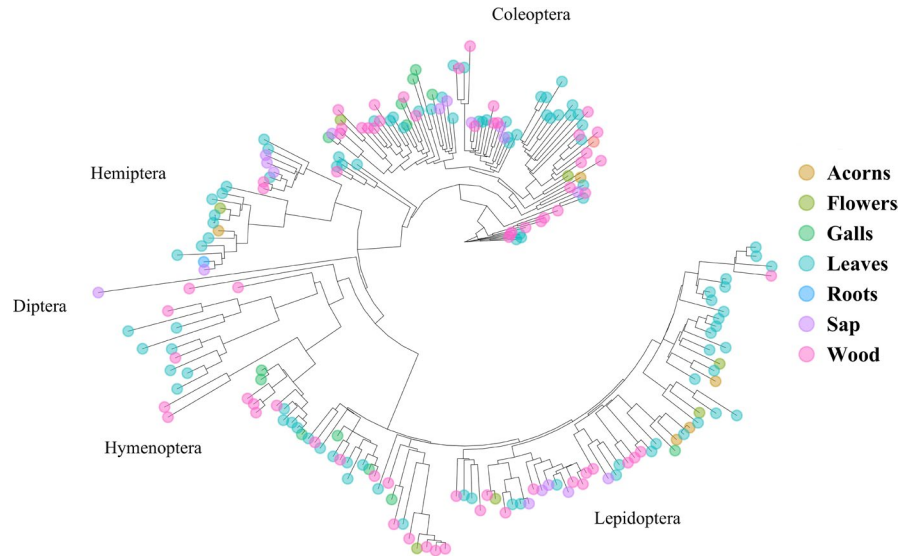 Coleoptera
Hemiptera
Diptera
Hymenoptera
Lepidoptera
Acorns
Flowers
Galls
Leaves
Roots
Sap
Wood